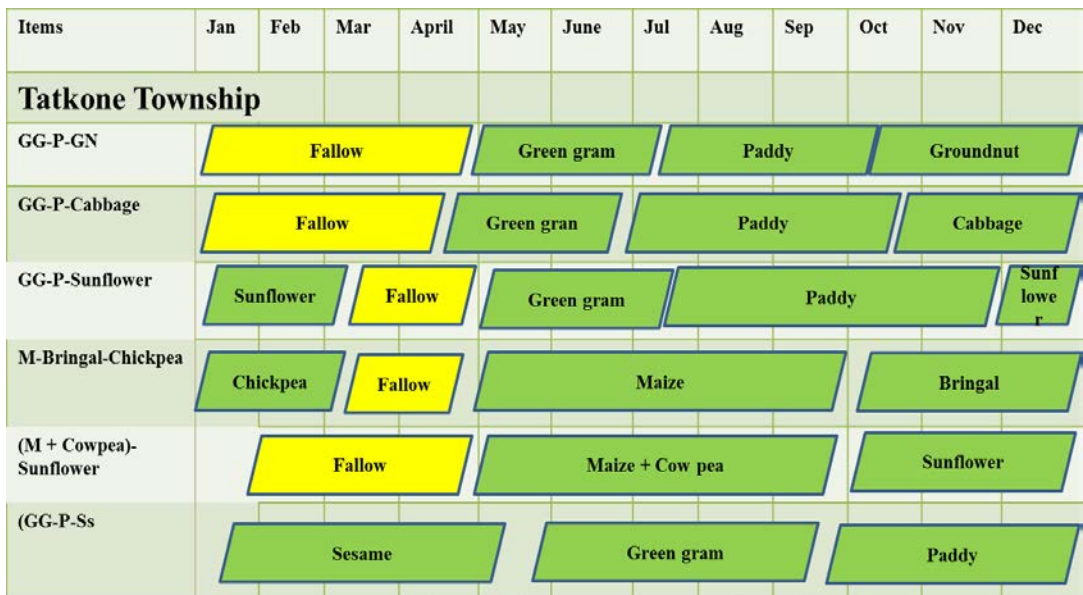 Items Jan Feb Mar April May June Jul Aug Sep Oct Nov Dec
Tatkone Township
GG-P-GN Fallow Green gram Paddy Groundnut
GG-P-Cabbage Fallow Green gran Paddy Cabbage
GG-P-Sunflower Sunflower Fallow Green gram Paddy Sunf
lowe
r
M-Bringal-Chickpea Chickpea Fallow Maize Bringal
(M + Cowpea)-
Sunflower Fallow Maize + Cow pea Sunflower
(GG-P-Ss Sesame Green gram Paddy